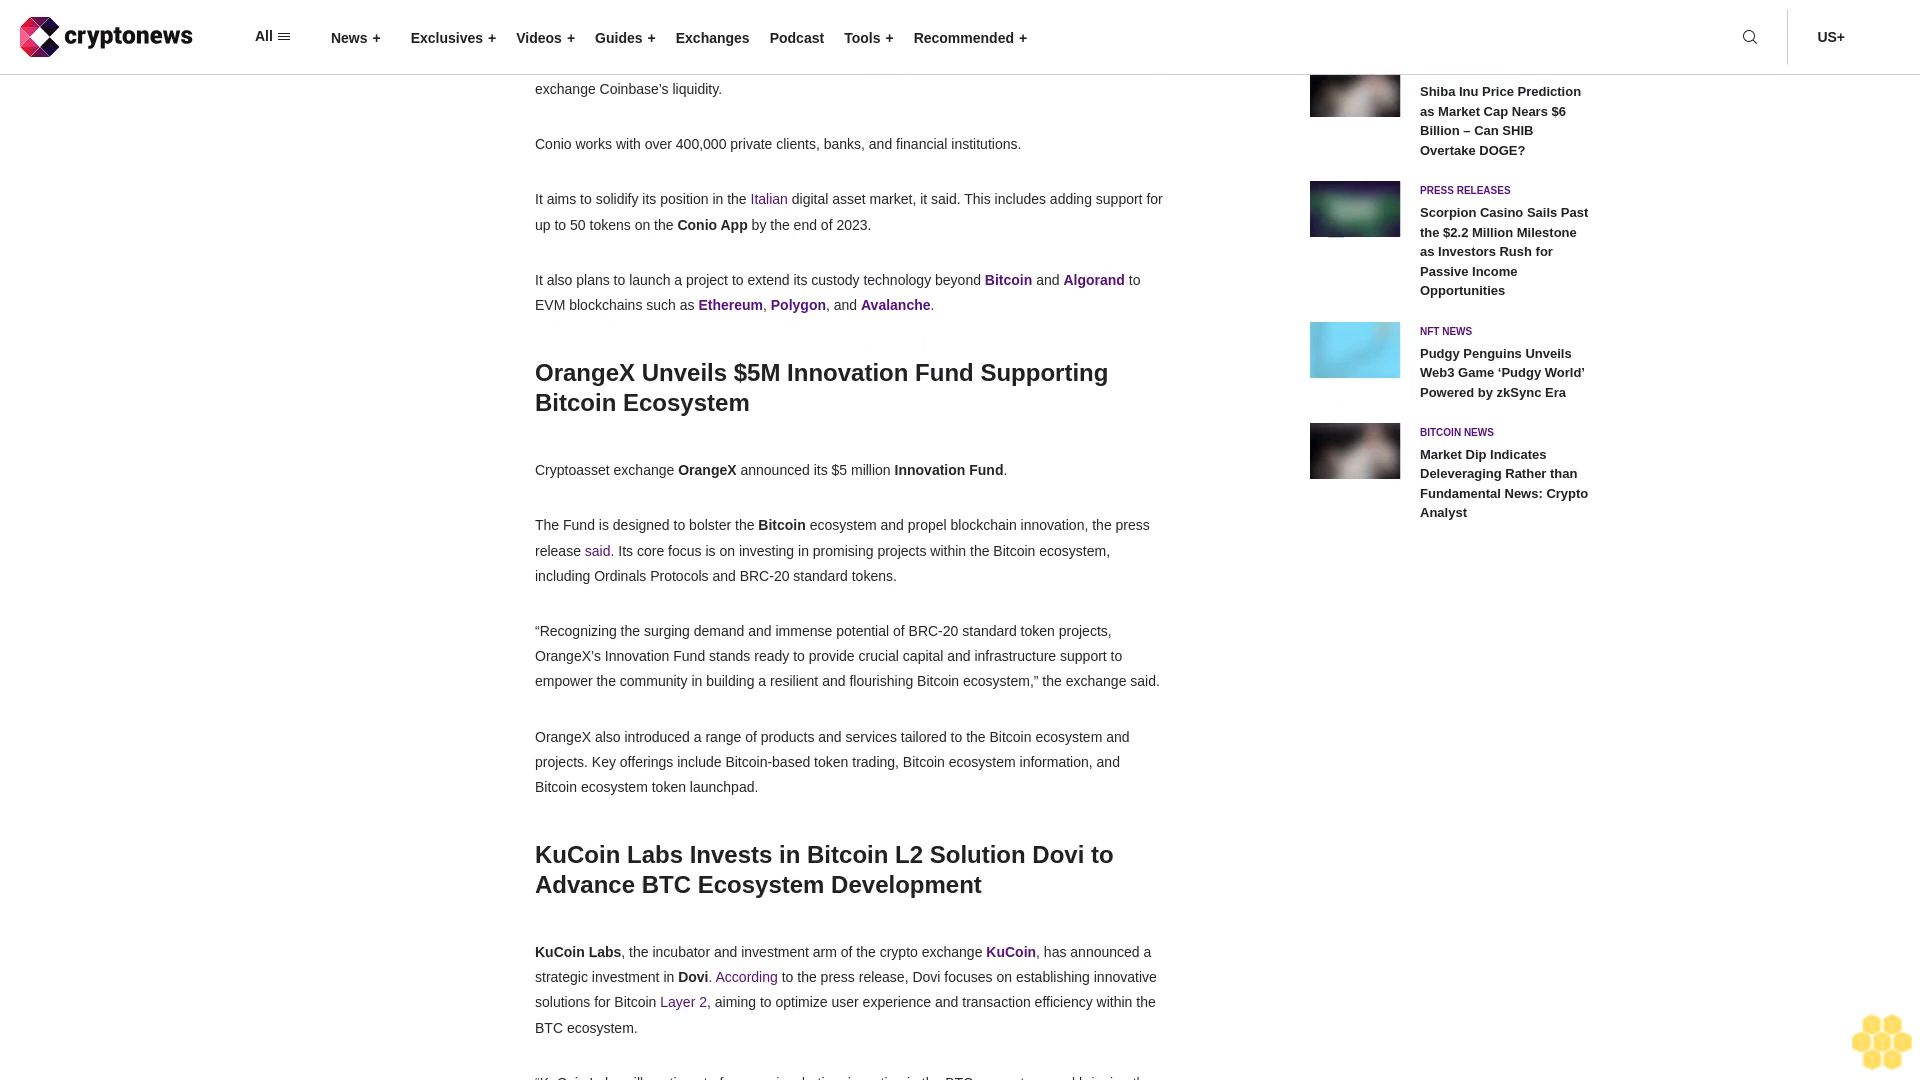 cryptonews
All
News +
Exclusives +
Videos +
Guides +
Exchanges
Podcast
Tools +
Recommended +
US+
exchange Coinbase’s liquidity.
Conio works with over 400,000 private clients, banks, and financial institutions.
It aims to solidify its position in the Italian digital asset market, it said. This includes adding support for
up to 50 tokens on the Conio App by the end of 2023.
It also plans to launch a project to extend its custody technology beyond Bitcoin and Algorand to
EVM blockchains such as Ethereum, Polygon, and Avalanche.
OrangeX Unveils $5M Innovation Fund Supporting
Bitcoin Ecosystem
Cryptoasset exchange OrangeX announced its $5 million Innovation Fund.
The Fund is designed to bolster the Bitcoin ecosystem and propel blockchain innovation, the press
release said. Its core focus is on investing in promising projects within the Bitcoin ecosystem,
including Ordinals Protocols and BRC-20 standard tokens.
“Recognizing the surging demand and immense potential of BRC-20 standard token projects,
OrangeX’s Innovation Fund stands ready to provide crucial capital and infrastructure support to
empower the community in building a resilient and flourishing Bitcoin ecosystem,” the exchange said.
OrangeX also introduced a range of products and services tailored to the Bitcoin ecosystem and
projects. Key offerings include Bitcoin-based token trading, Bitcoin ecosystem information, and
Bitcoin ecosystem token launchpad.
KuCoin Labs Invests in Bitcoin L2 Solution Dovi to
Advance BTC Ecosystem Development
KuCoin Labs, the incubator and investment arm of the crypto exchange KuCoin, has announced a
strategic investment in Dovi. According to the press release, Dovi focuses on establishing innovative
solutions for Bitcoin Layer 2, aiming to optimize user experience and transaction efficiency within the
BTC ecosystem.
Shiba Inu Price Prediction
as Market Cap Nears $6
Billion – Can SHIB
Overtake DOGE?
PRESS RELEASES
Scorpion Casino Sails Past
the $2.2 Million Milestone
as Investors Rush for
Passive Income
Opportunities
NFT NEWS
Pudgy Penguins Unveils
Web3 Game ‘Pudgy World’
Powered by zkSync Era
BITCOIN NEWS
Market Dip Indicates
Deleveraging Rather than
Fundamental News: Crypto
Analyst